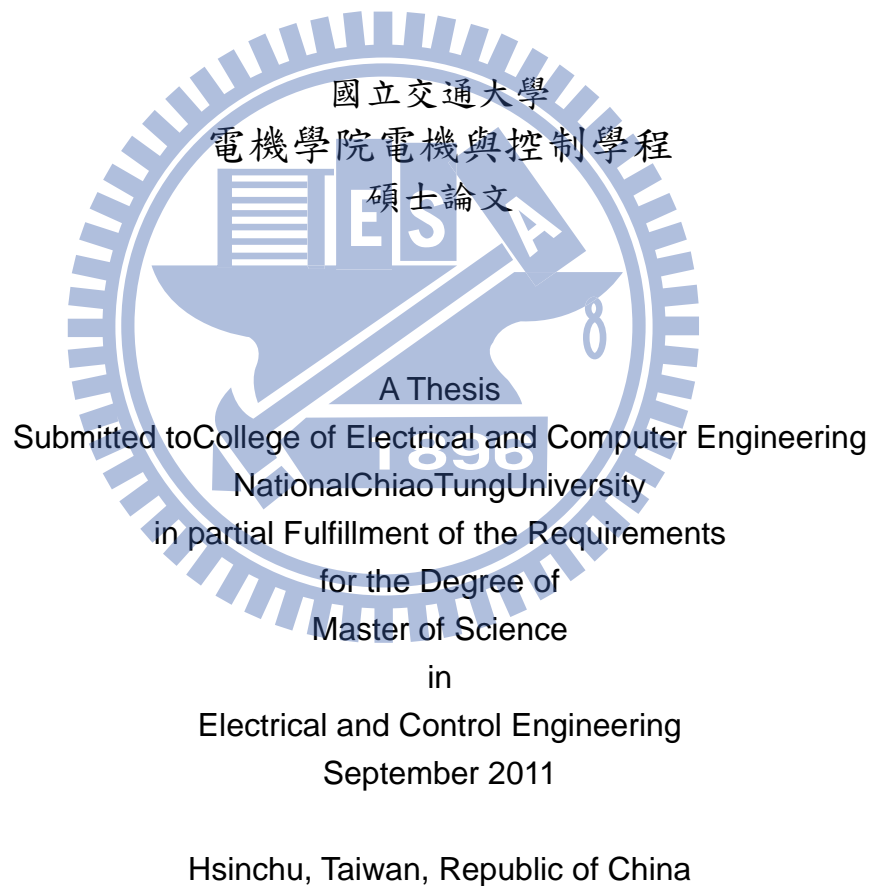 國立交通大學
電機學院電機與控制學程
碩士論文
E S A
8
A Thesis
Submitted toCollege of Electrical and Computer Engineering
1896
NationalChiaoTungUniversity
in partial Fulfillment of the Requirements
for the Degree of
Master of Science
in
Electrical and Control Engineering
September 2011
Hsinchu, Taiwan, Republic of China